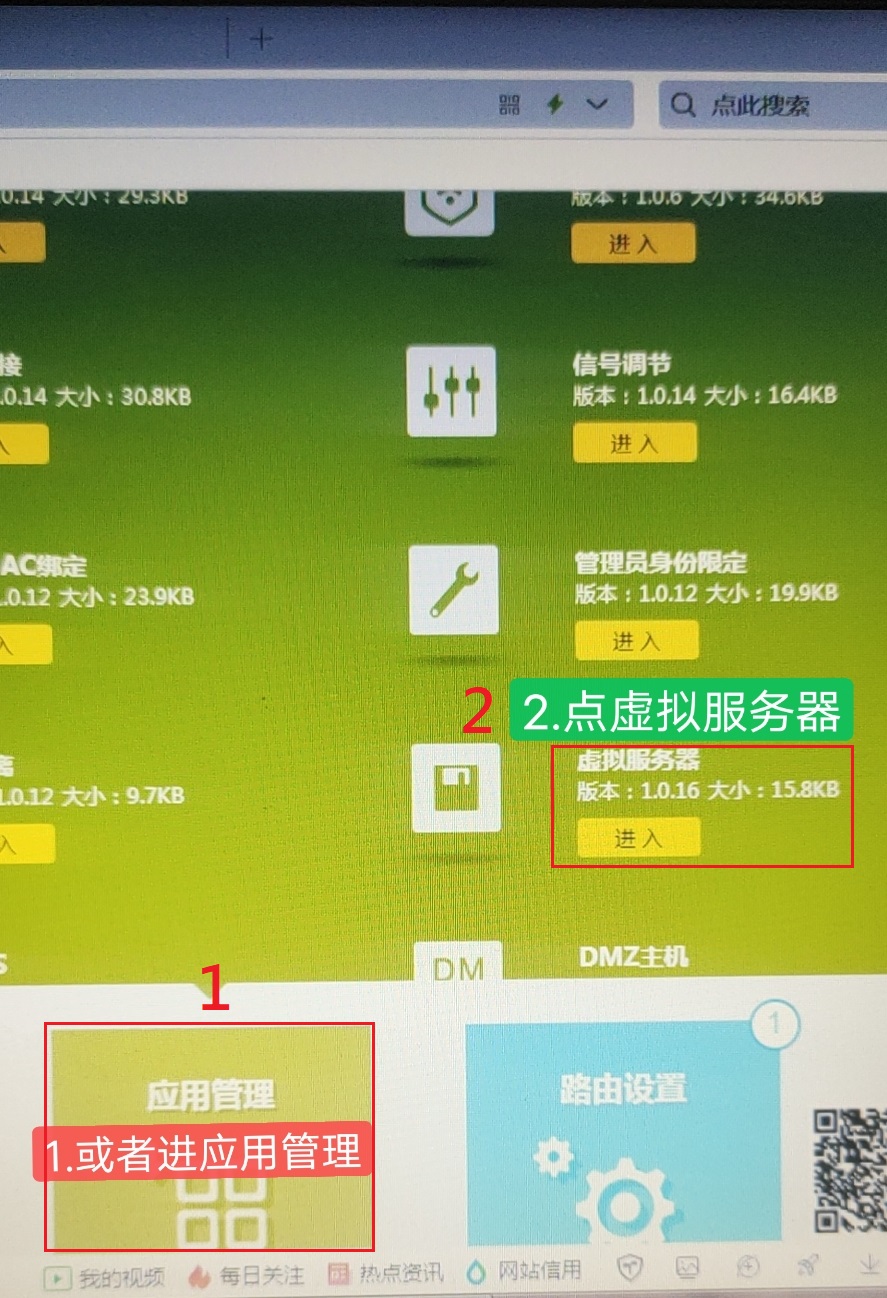 点此搜索
0.14 大小：29.3KB
版本：1.0.6 大小：34.6KB
进入
接
信号调节
.0.14 大小：30.8KB
版本：1.0.14 大小：16.4KB
进入
AC绑定
管理员身份限定
.0.12 大小：23.9KB
版本：1.0.12 大小：19.9KB
进入
2
2.点虚拟服务器
虚拟服务器
1.0.12 大小：9.7KB
版本：1.0.16 大小：15.8KB
进入
S
DM
DMZ主机
1
1
应用管理
路由设置
1.或者进应用管理
我的视频
每日关注
热点资讯
网站信用